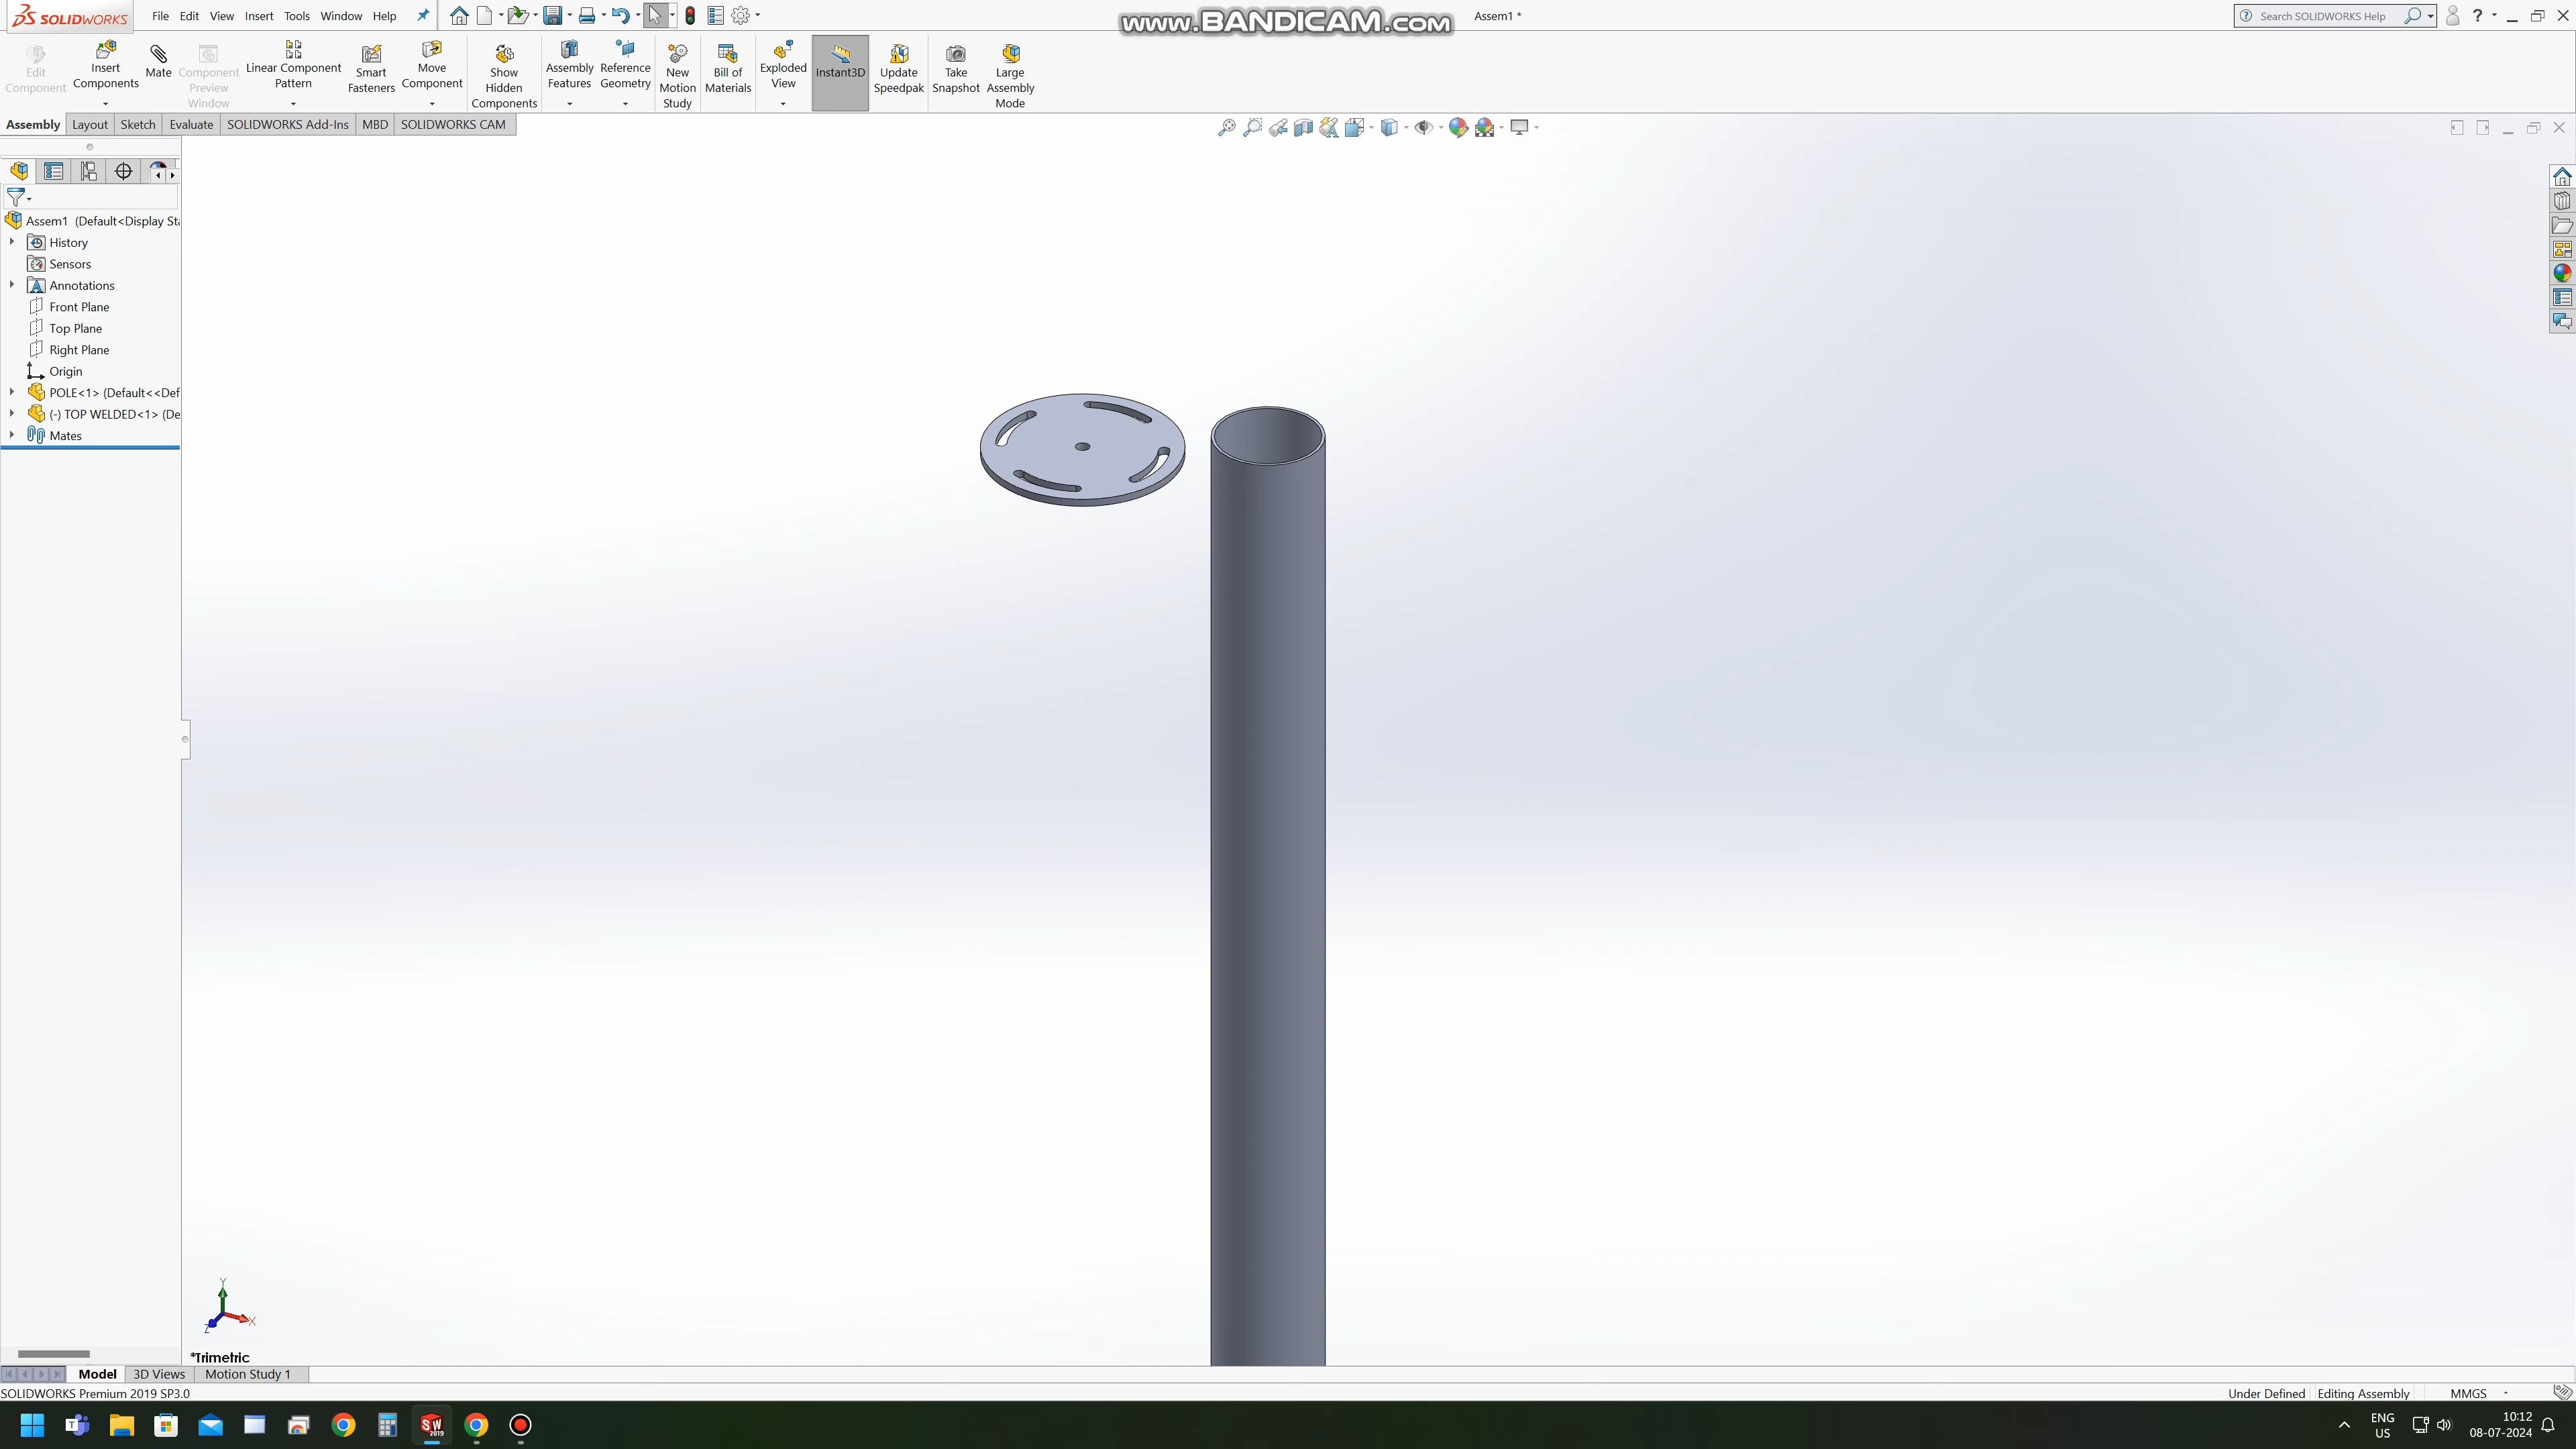 SOLIDWORKS
File Edit View Insert Tools Window Help
www.BANDICAM.com
Assem1 *
Search SOLIDWORKS Help
?
Edit Component
Insert Components
Mate
Component Preview Window
Linear Component Pattern
Smart Fasteners
Move Component
Show Hidden Components
Assembly Features
Reference Geometry
New Motion Study
Bill of Materials
Exploded View
Instant3D
Update Speedpak
Take Snapshot
Large Assembly Mode
Assembly Layout Sketch Evaluate SOLIDWORKS Add-Ins MBD SOLIDWORKS CAM
Assem1 (Default<Display Sta
History
Sensors
Annotations
Front Plane
Top Plane
Right Plane
Origin
POLE<1> (Default<<Def
(-) TOP WELDED<1> (De
Mates
Y
X
Z
*Trimetric
Model 3D Views Motion Study 1
SOLIDWORKS Premium 2019 SP3.0
Under Defined Editing Assembly MMGS
SW 2019
ENG US
10:12
08-07-2024